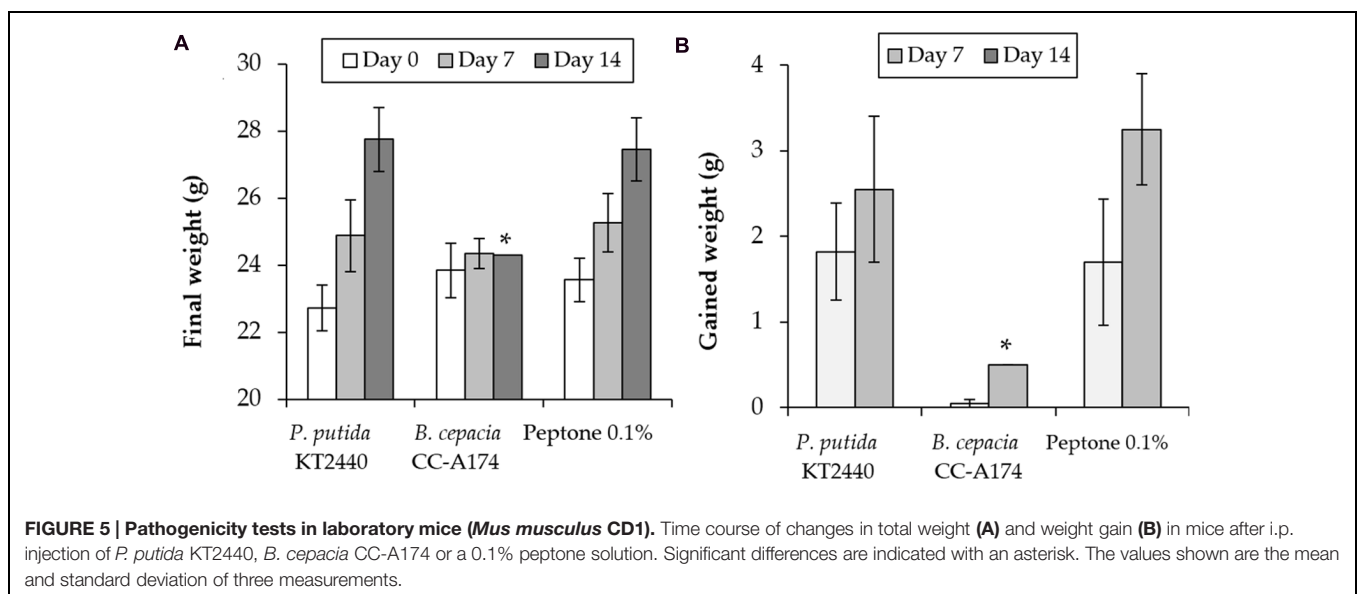 A
Day 0 Day 7 Day 14
30
28
26
24
22
20
Final weight (g)
*
P. putida
KT2440
B. cepacia
CC-A174
Peptone 0.1%
B
Day 7 Day 14
4
3
2
1
0
Gained weight (g)
*
P. putida
KT2440
B. cepacia
CC-A174
Peptone 0.1%
FIGURE 5 | Pathogenicity tests in laboratory mice (Mus musculus CD1). Time course of changes in total weight (A) and weight gain (B) in mice after i.p.
injection of P. putida KT2440, B. cepacia CC-A174 or a 0.1% peptone solution. Significant differences are indicated with an asterisk. The values shown are the mean
and standard deviation of three measurements.